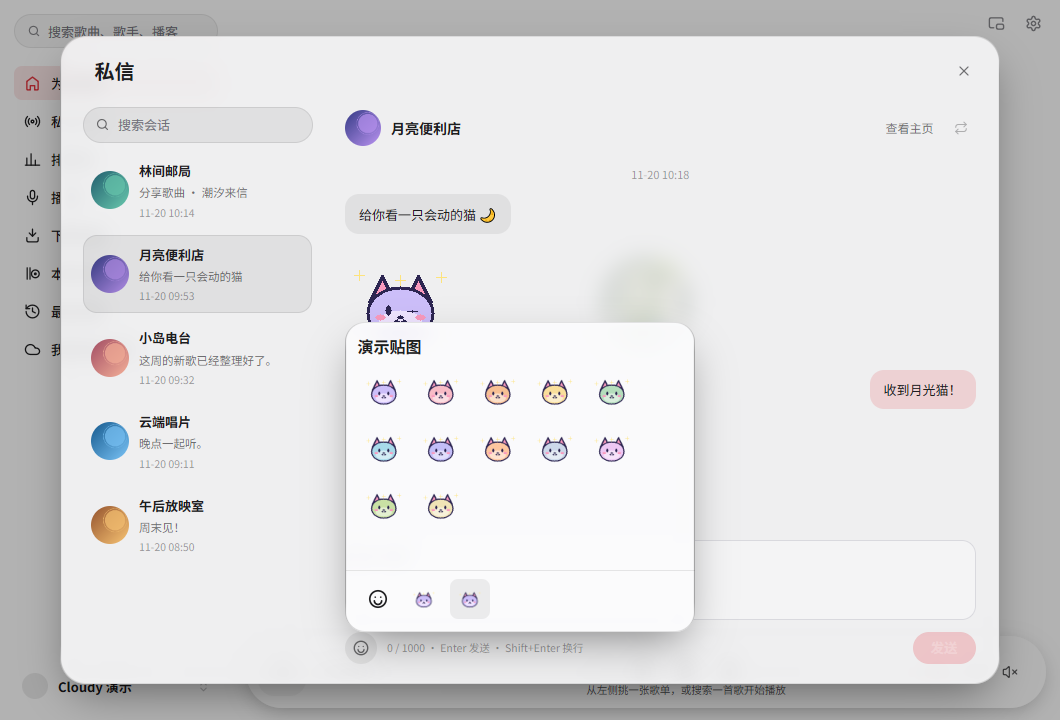 搜索歌曲、歌手、播客
私信
搜索会话
林间邮局
分享歌曲 · 潮汐来信
11-20 10:14
月亮便利店
给你看一只会动的猫
11-20 09:53
小岛电台
这周的新歌已经整理好了。
11-20 09:32
云端唱片
晚点一起听。
11-20 09:11
午后放映室
周末见！
11-20 08:50
月亮便利店
查看主页
11-20 10:18
给你看一只会动的猫 🌙
收到月光猫！
演示贴图
0 / 1000 · Enter 发送 · Shift+Enter 换行
发送
Cloudy 演示
从左侧挑一张歌单，或搜索一首歌开始播放